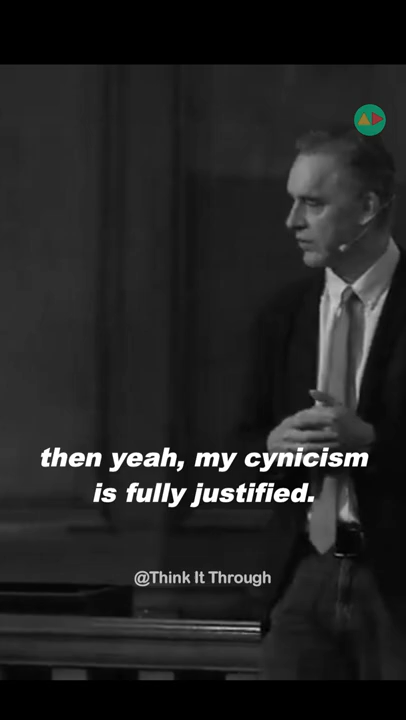 then yeah, my cynicism
is fully justified.
@Think It Through